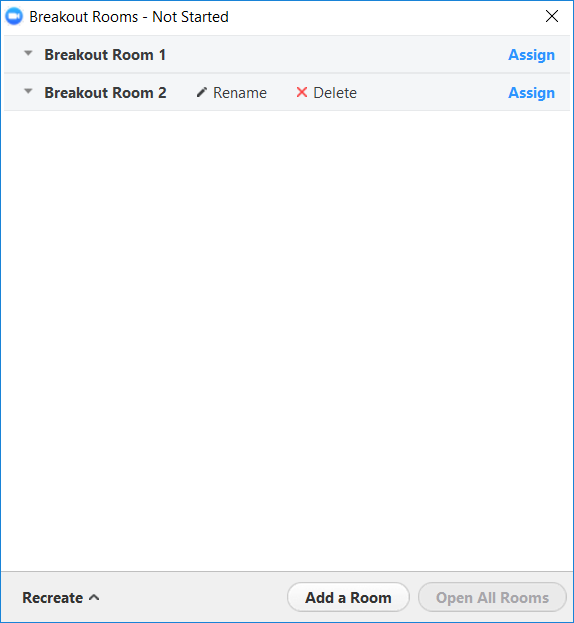 Breakout Rooms - Not Started
Breakout Room 1 Assign
Breakout Room 2 Rename Delete Assign
Recreate Add a Room Open All Rooms